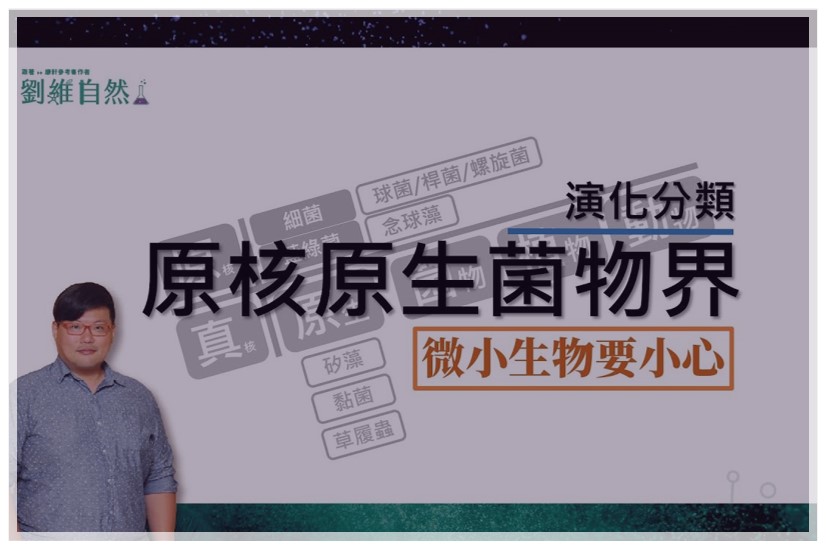 劉維自然
演化分類
原核原生菌物界
微小生物要小心
細菌
球菌/桿菌/螺旋菌
念球藻
真核
矽藻
黏菌
草履蟲